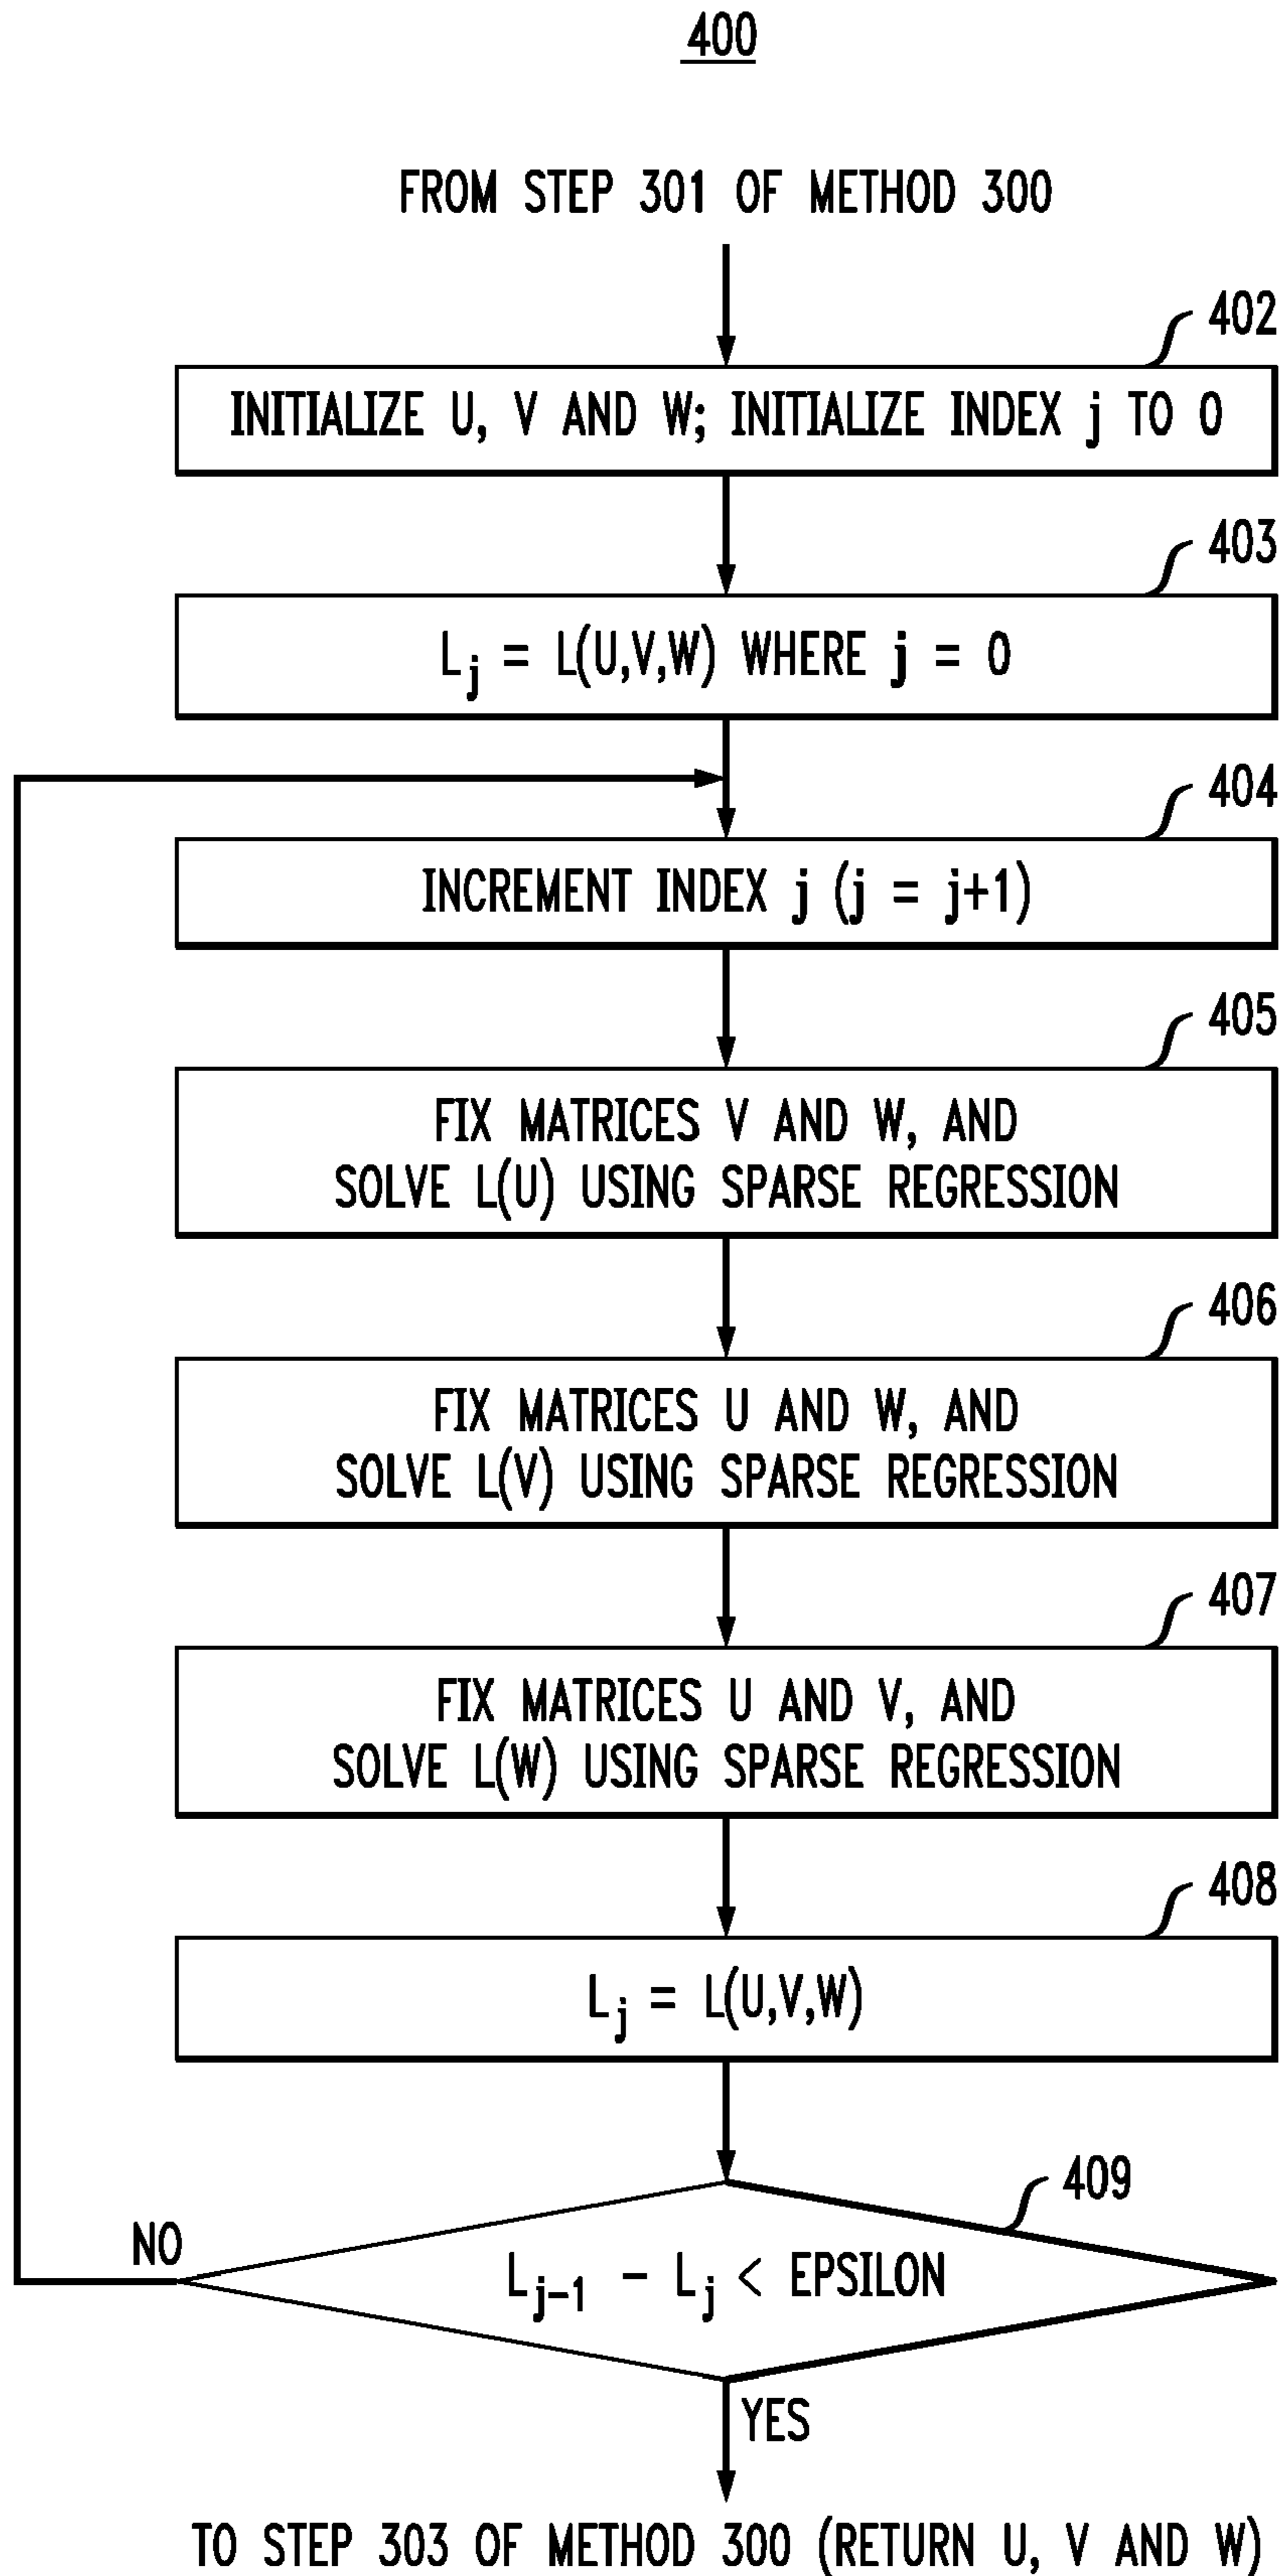 400
FROM STEP 301 OF METHOD 300
402
INITIALIZE U, V AND W; INITIALIZE INDEX j TO 0
403
Lj = L(U,V,W) WHERE j = 0
404
INCREMENT INDEX j (j = j+1)
405
FIX MATRICES V AND W, AND
SOLVE L(U) USING SPARSE REGRESSION
406
FIX MATRICES U AND W, AND
SOLVE L(V) USING SPARSE REGRESSION
407
FIX MATRICES U AND V, AND
SOLVE L(W) USING SPARSE REGRESSION
408
Lj = L(U,V,W)
409
NO
Lj-1 - Lj < EPSILON
YES
TO STEP 303 OF METHOD 300 (RETURN U, V AND W)